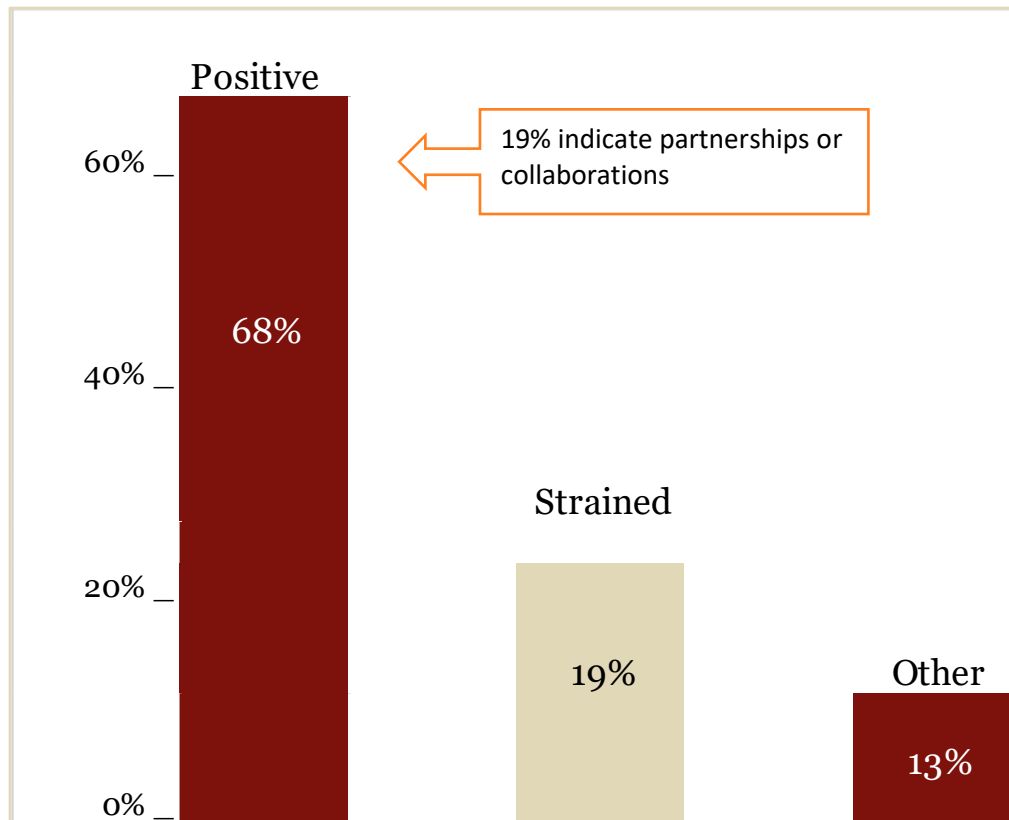 Positive
19% indicate partnerships or
collaborations
60%
68%
40%
Strained
20%
19%
Other
13%
0%